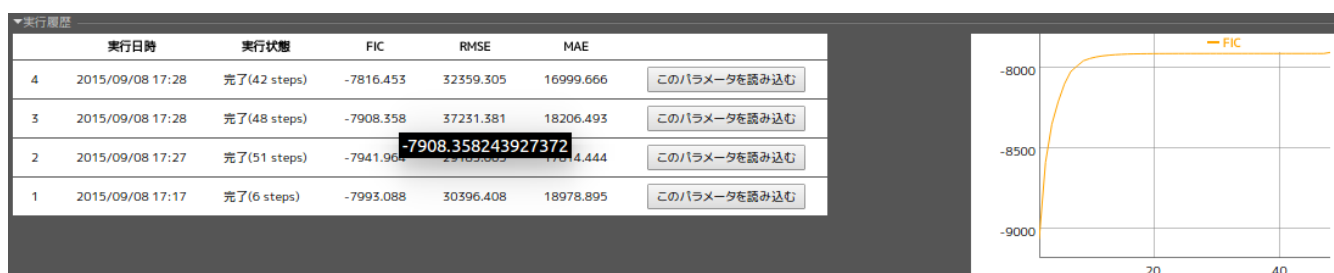 ▼実行履歴
実行日時 実行状態 FIC RMSE MAE
4 2015/09/08 17:28 完了(42 steps) -7816.453 32359.305 16999.666 このパラメータを読み込む
3 2015/09/08 17:28 完了(48 steps) -7908.358 37231.381 18206.493 このパラメータを読み込む
-7908.358243927372
2 2015/09/08 17:27 完了(51 steps) -7941.964 このパラメータを読み込む
1 2015/09/08 17:17 完了(6 steps) -7993.088 30396.408 18978.895 このパラメータを読み込む
FIC
-8000
-8500
-9000
20 40